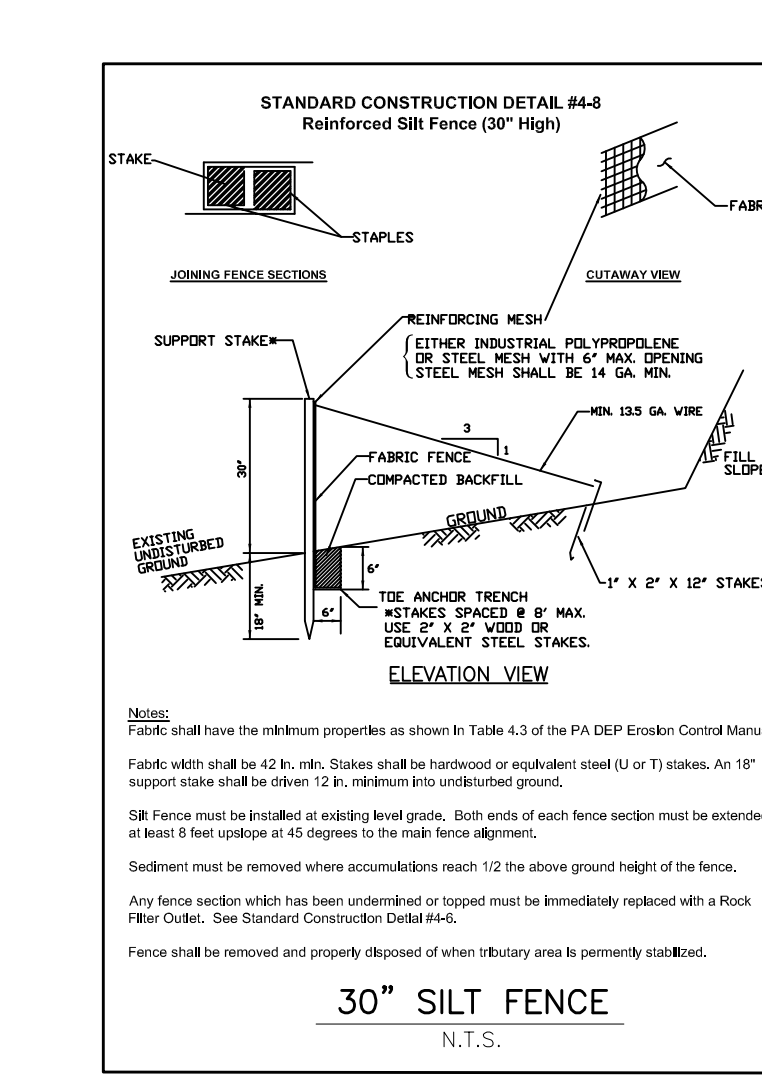 STANDARD CONSTRUCTION DETAIL #4-8
Reinforced Silt Fence (30" High)
STAKE
STAPLES
JOINING FENCE SECTIONS
FABR
CUTAWAY VIEW
REINFORCING MESH
EITHER INDUSTRIAL POLYPROPOLENE
OR STEEL MESH WITH 6" MAX. OPENING
STEEL MESH SHALL BE 14 GA. MIN.
SUPPORT STAKE*
MIN. 13.5 GA. WIRE
3
1
FABRIC FENCE
COMPACTED BACKFILL
FILL
SLOPE
30"
GROUND
EXISTING
UNDISTURBED
GROUND
6"
1" X 2" X 12" STAKES
18" MIN.
6"
TOE ANCHOR TRENCH
*STAKES SPACED @ 8' MAX.
USE 2" X 2" WOOD OR
EQUIVALENT STEEL STAKES.
ELEVATION VIEW
Notes:
Fabric shall have the minimum properties as shown in Table 4.3 of the PA DEP Erosion Control Manu
Fabric width shall be 42 in. min. Stakes shall be hardwood or equivalent steel (U or T) stakes. An 18"
support stake shall be driven 12 in. minimum into undisturbed ground.
Silt Fence must be installed at existing level grade. Both ends of each fence section must be extende
at least 8 feet upslope at 45 degrees to the main fence alignment.
Sediment must be removed where accumulations reach 1/2 the above ground height of the fence.
Any fence section which has been undermined or topped must be immediately replaced with a Rock
Filter Outlet. See Standard Construction Detial #4-6.
Fence shall be removed and properly disposed of when tributary area is permently stabilized.
30" SILT FENCE
N.T.S.